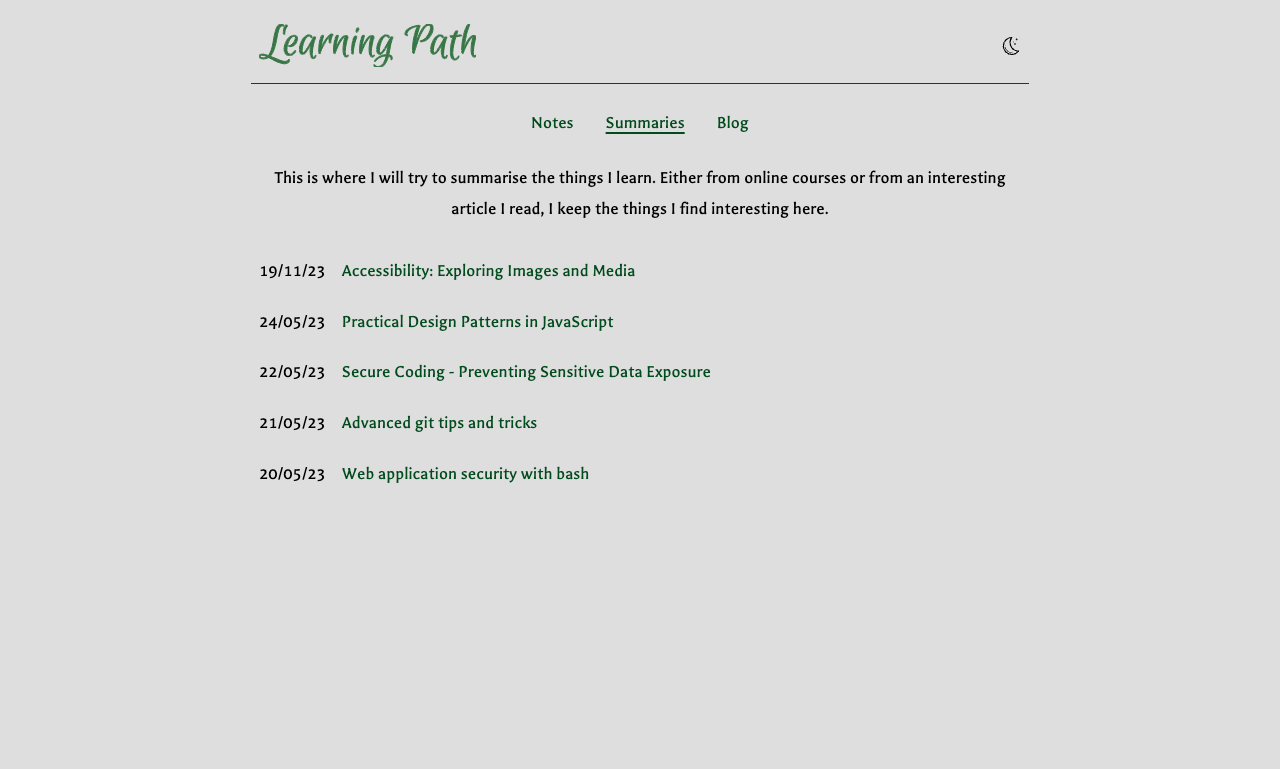 Learning Path
Notes Summaries Blog
This is where I will try to summarise the things I learn. Either from online courses or from an interesting
article I read, I keep the things I find interesting here.
19/11/23 Accessibility: Exploring Images and Media
24/05/23 Practical Design Patterns in JavaScript
22/05/23 Secure Coding - Preventing Sensitive Data Exposure
21/05/23 Advanced git tips and tricks
20/05/23 Web application security with bash